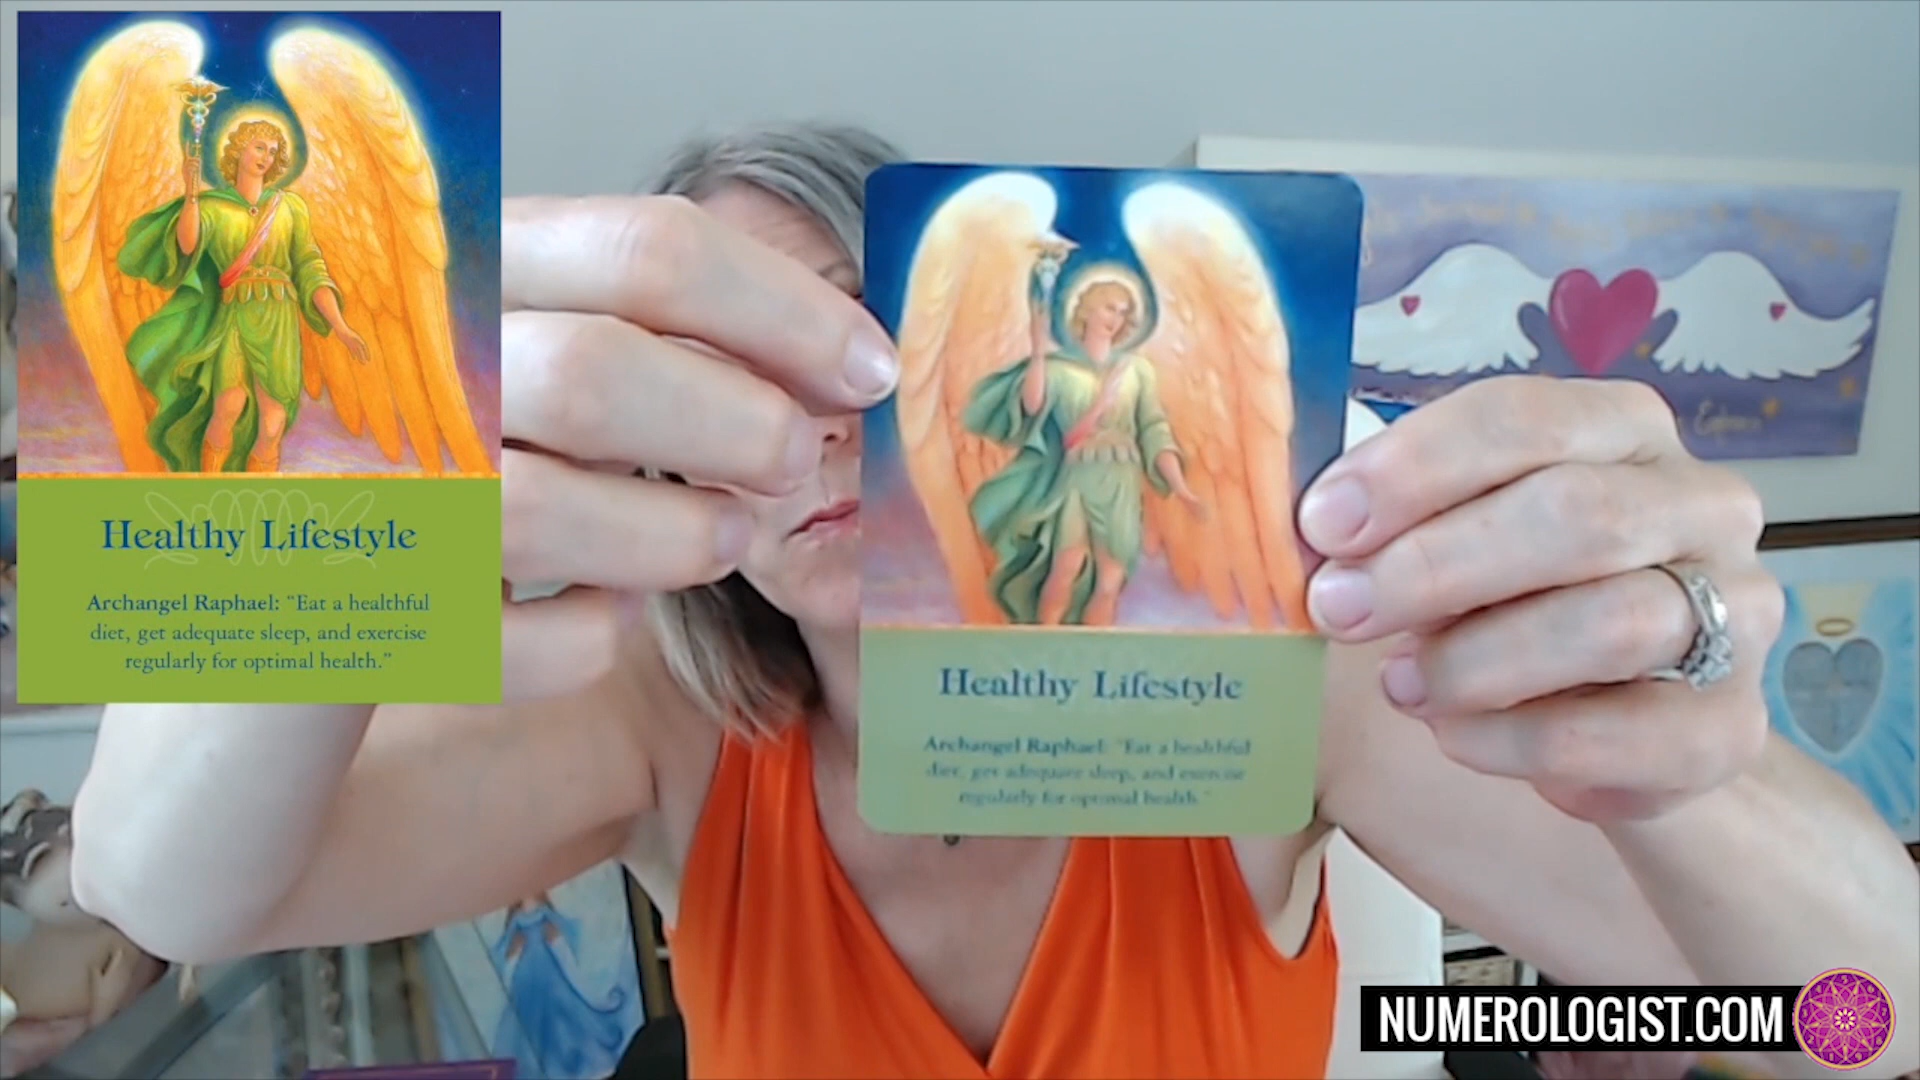 Healthy Lifestyle
Archangel Raphael: “Eat a healthful
diet, get adequate sleep, and exercise
regularly for optimal health.”
Healthy Lifestyle
Archangel Raphael: "Eat a healthful
diet, get adequate sleep, and exercise
regularly for optimal health."
NUMEROLOGIST.COM